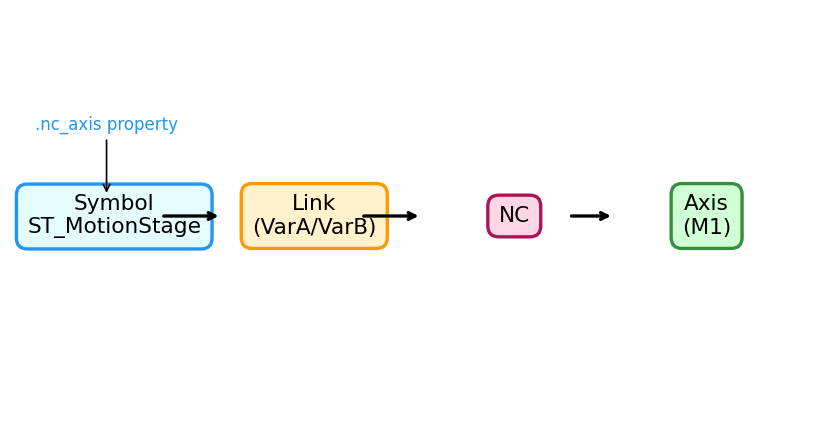 .nc_axis property
Symbol
ST_MotionStage
Link
(VarA/VarB)
NC
Axis
(M1)